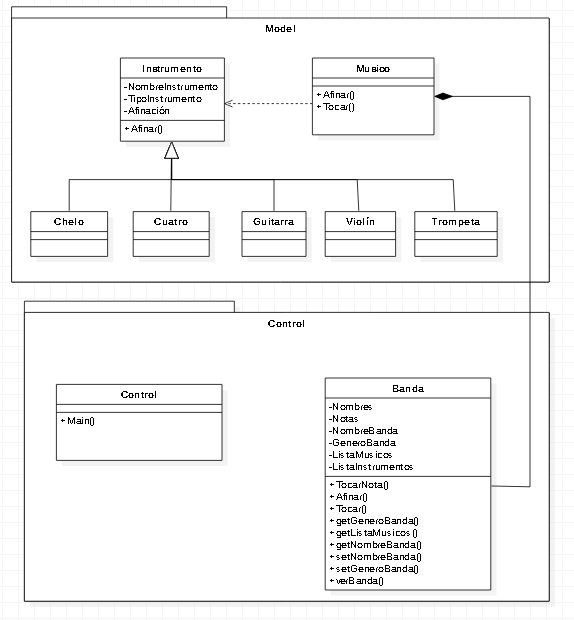 Model
Instrumento
-NombreInstrumento
-TipoInstrumento
-Afinación
+Afinar()
Musico
+Afinar()
+Tocar()
Chelo
Cuatro
Guitarra
Violín
Trompeta
Control
Control
+Main()
Banda
-Nombres
-Notas
-NombreBanda
-GeneroBanda
-ListaMusicos
-ListaInstrumentos
+TocarNota()
+Afinar()
+Tocar()
+getGeneroBanda()
+getListaMusicos()
+getNombreBanda()
+setNombreBanda()
+setGeneroBanda()
+verBanda()